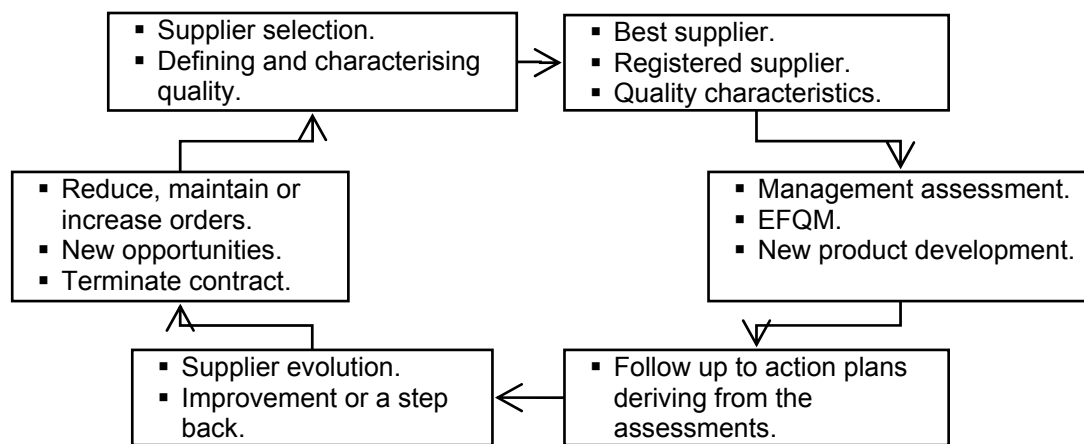 ▪ Supplier selection.
▪ Defining and characterising
quality.
▪ Best supplier.
▪ Registered supplier.
▪ Quality characteristics.
▪ Reduce, maintain or
increase orders.
▪ New opportunities.
▪ Terminate contract.
▪ Management assessment.
▪ EFQM.
▪ New product development.
▪ Supplier evolution.
▪ Improvement or a step
back.
▪ Follow up to action plans
deriving from the
assessments.